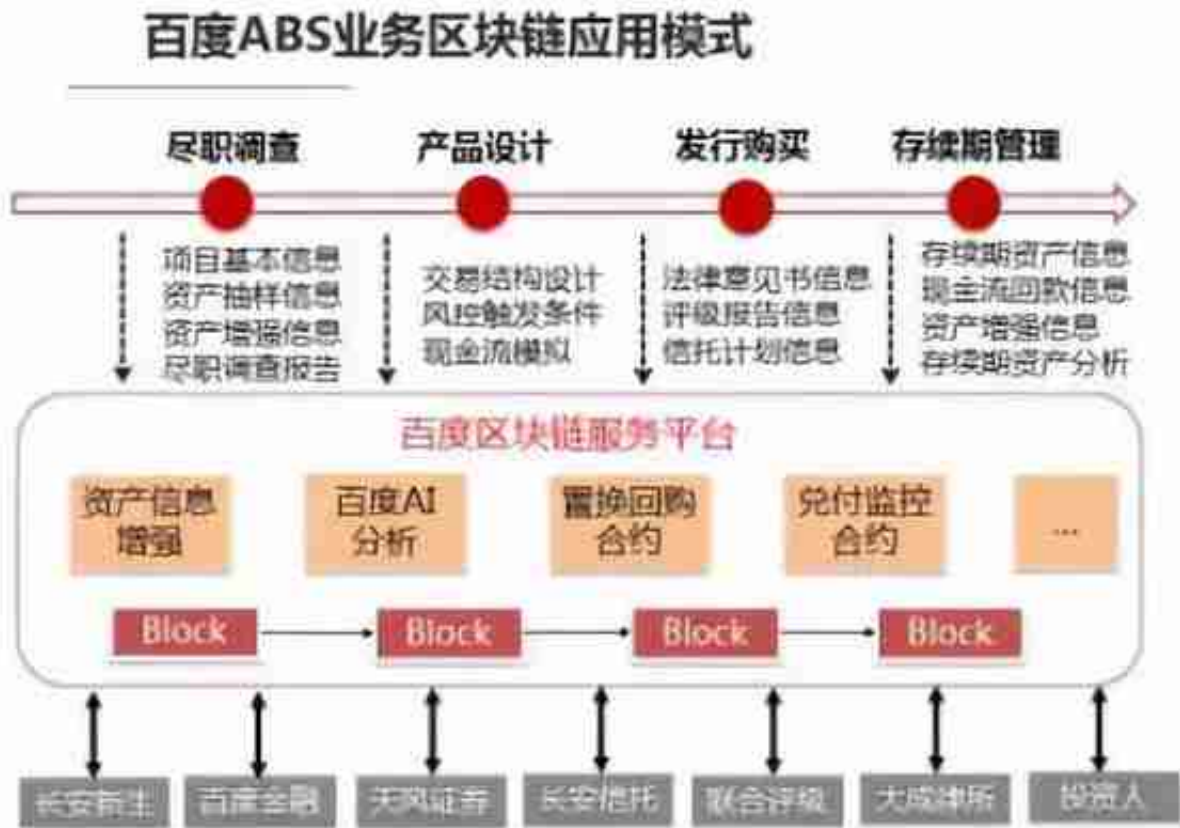 百度ABS业务区块链应用模式
尽职调查
产品设计
发行购买
存续期管理
项目基本信息
资产抽样信息
资产增强信息
尽职调查报告
交易结构设计
风控触发条件
现金流模拟
法律意见书信息
评级报告信息
信托计划信息
存续期资产信息
现金流回款信息
资产增强信息
存续期资产分析
百度区块链服务平台
资产信息
增强
百度AI
分析
置换回购
合约
兑付监控
合约
...
Block
Block
Block
Block
长安新生
百度金融
天风证券
长安信托
联合评级
大成律所
投资人